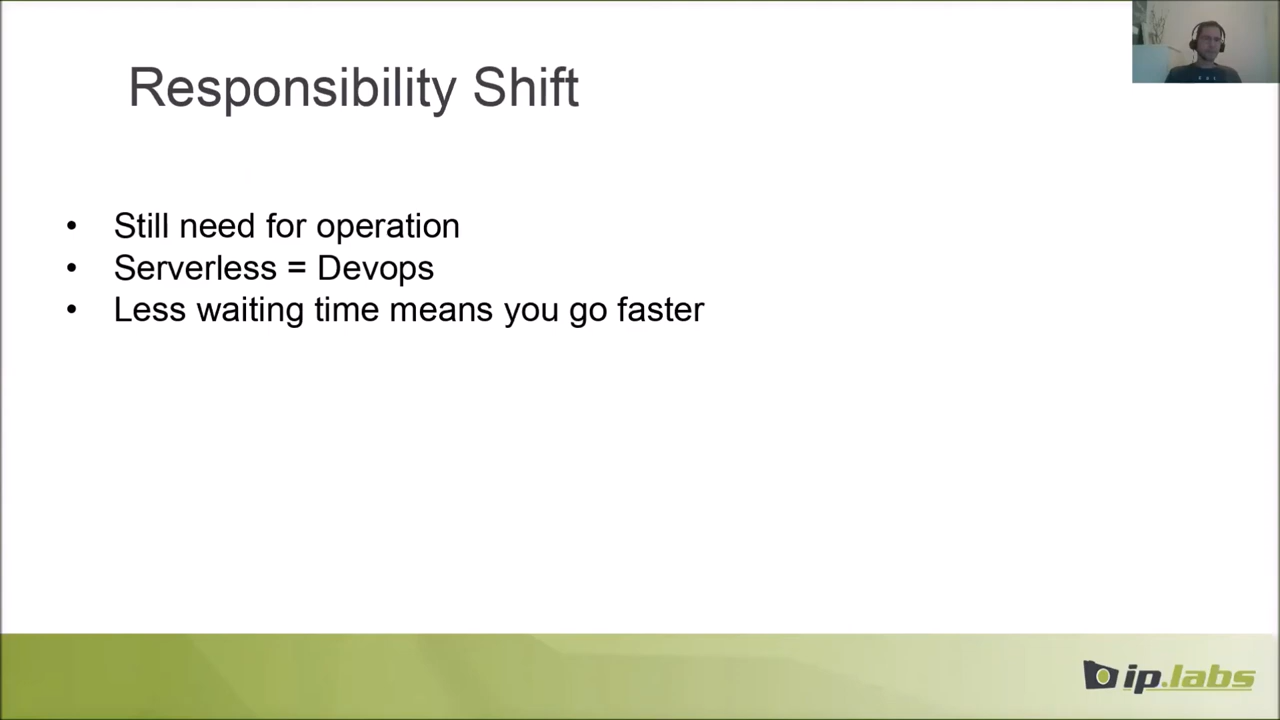 Responsibility Shift
• Still need for operation
• Serverless = Devops
• Less waiting time means you go faster
ip.labs